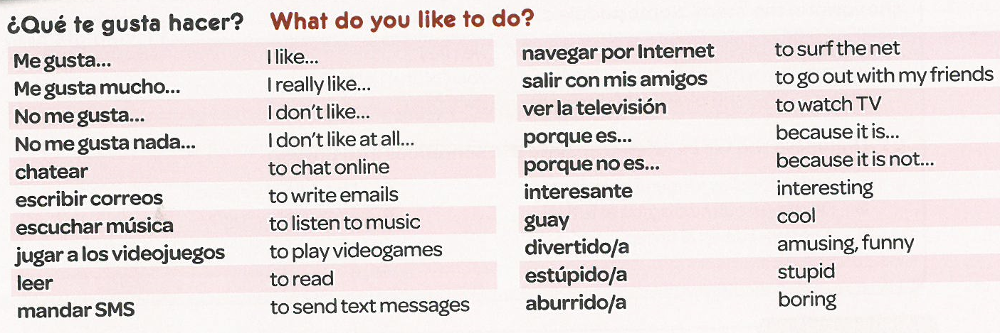 ¿Qué te gusta hacer? What do you like to do?
Me gusta... I like...
Me gusta mucho... I really like...
No me gusta... I don't like...
No me gusta nada... I don't like at all...
chatear to chat online
escribir correos to write emails
escuchar música to listen to music
jugar a los videojuegos to play videogames
leer to read
mandar SMS to send text messages
navegar por Internet to surf the net
salir con mis amigos to go out with my friends
ver la televisión to watch TV
porque es... because it is...
porque no es... because it is not...
interesante interesting
guay cool
divertido/a amusing, funny
estúpido/a stupid
aburrido/a boring